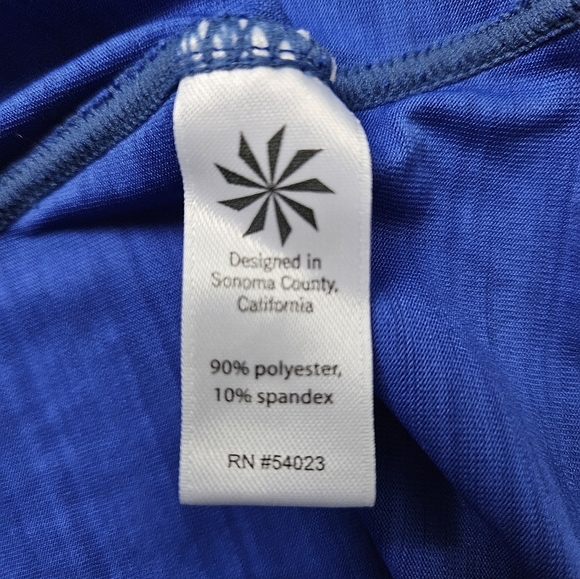 Designed in
Sonoma County,
California
90% polyester,
10% spandex
RN #54023